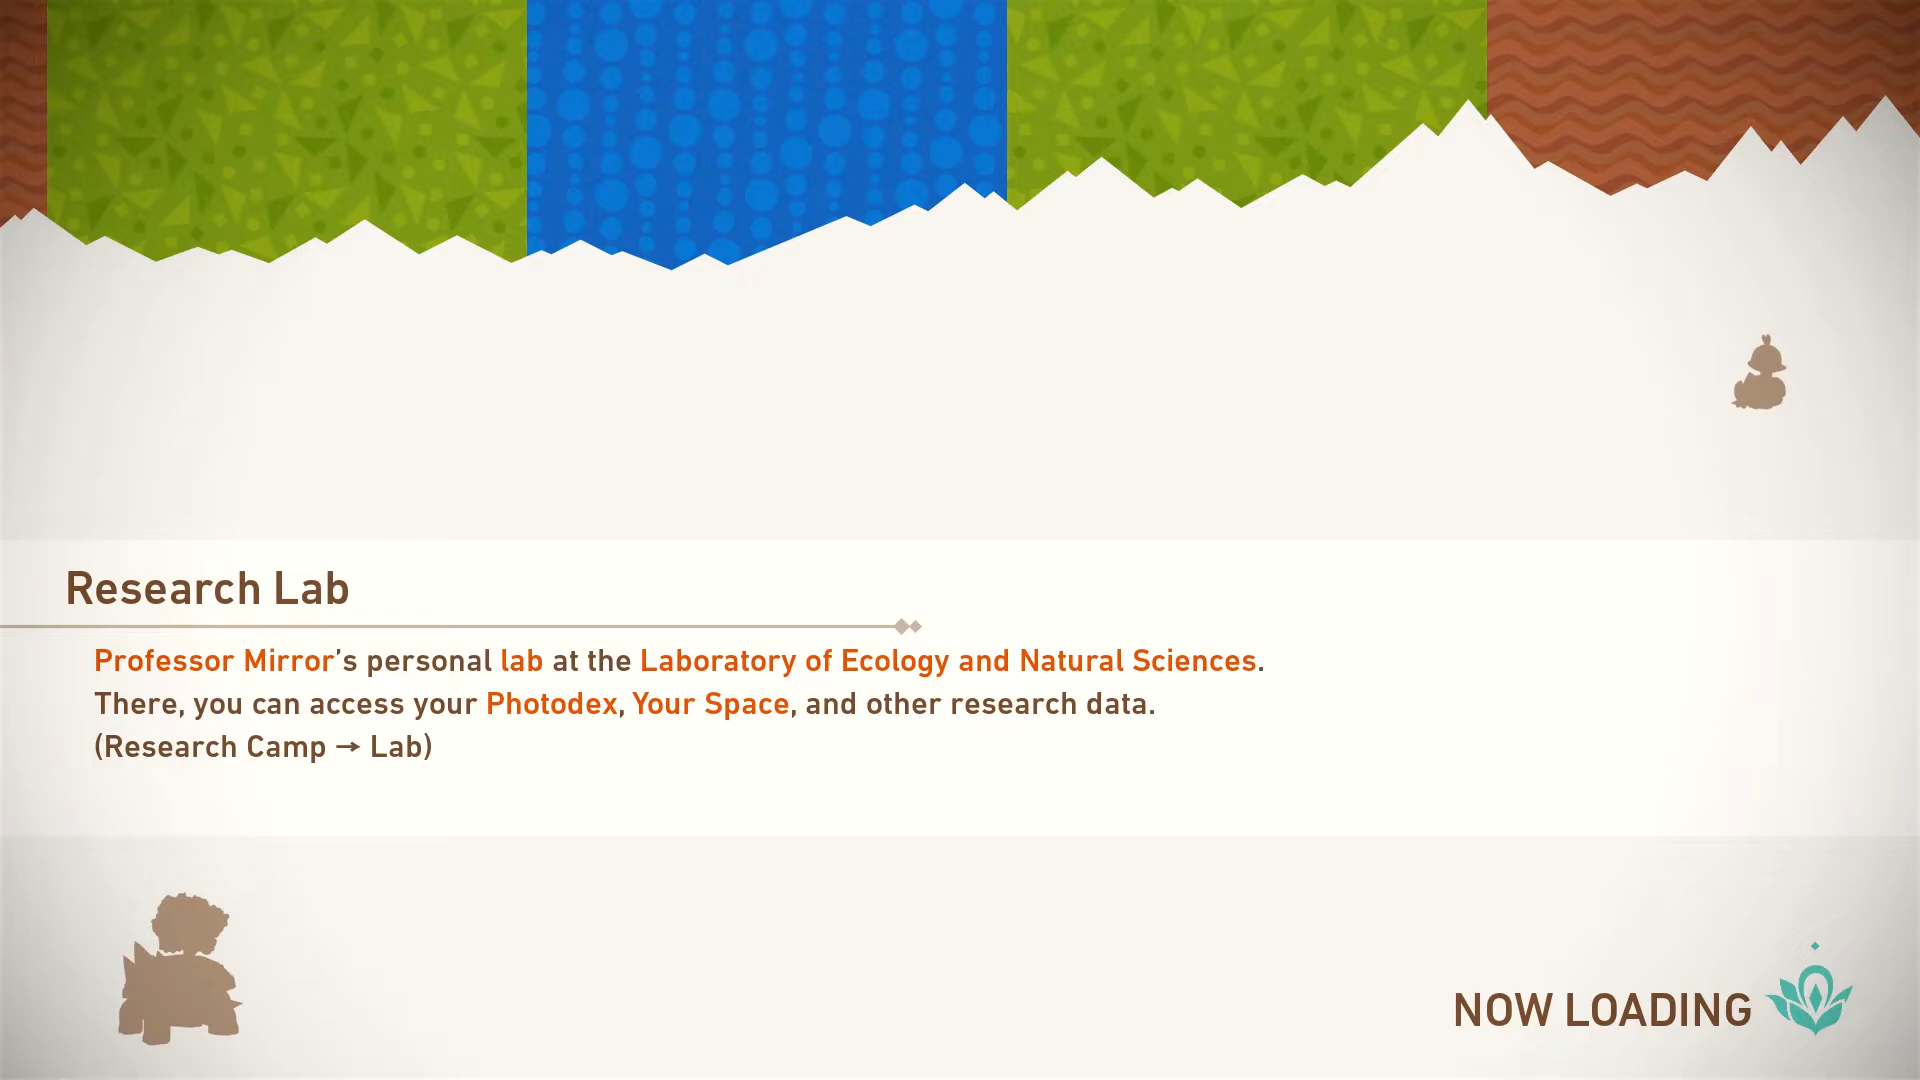 Research Lab
Professor Mirror’s personal lab at the Laboratory of Ecology and Natural Sciences.
There, you can access your Photodex, Your Space, and other research data.
(Research Camp → Lab)
NOW LOADING